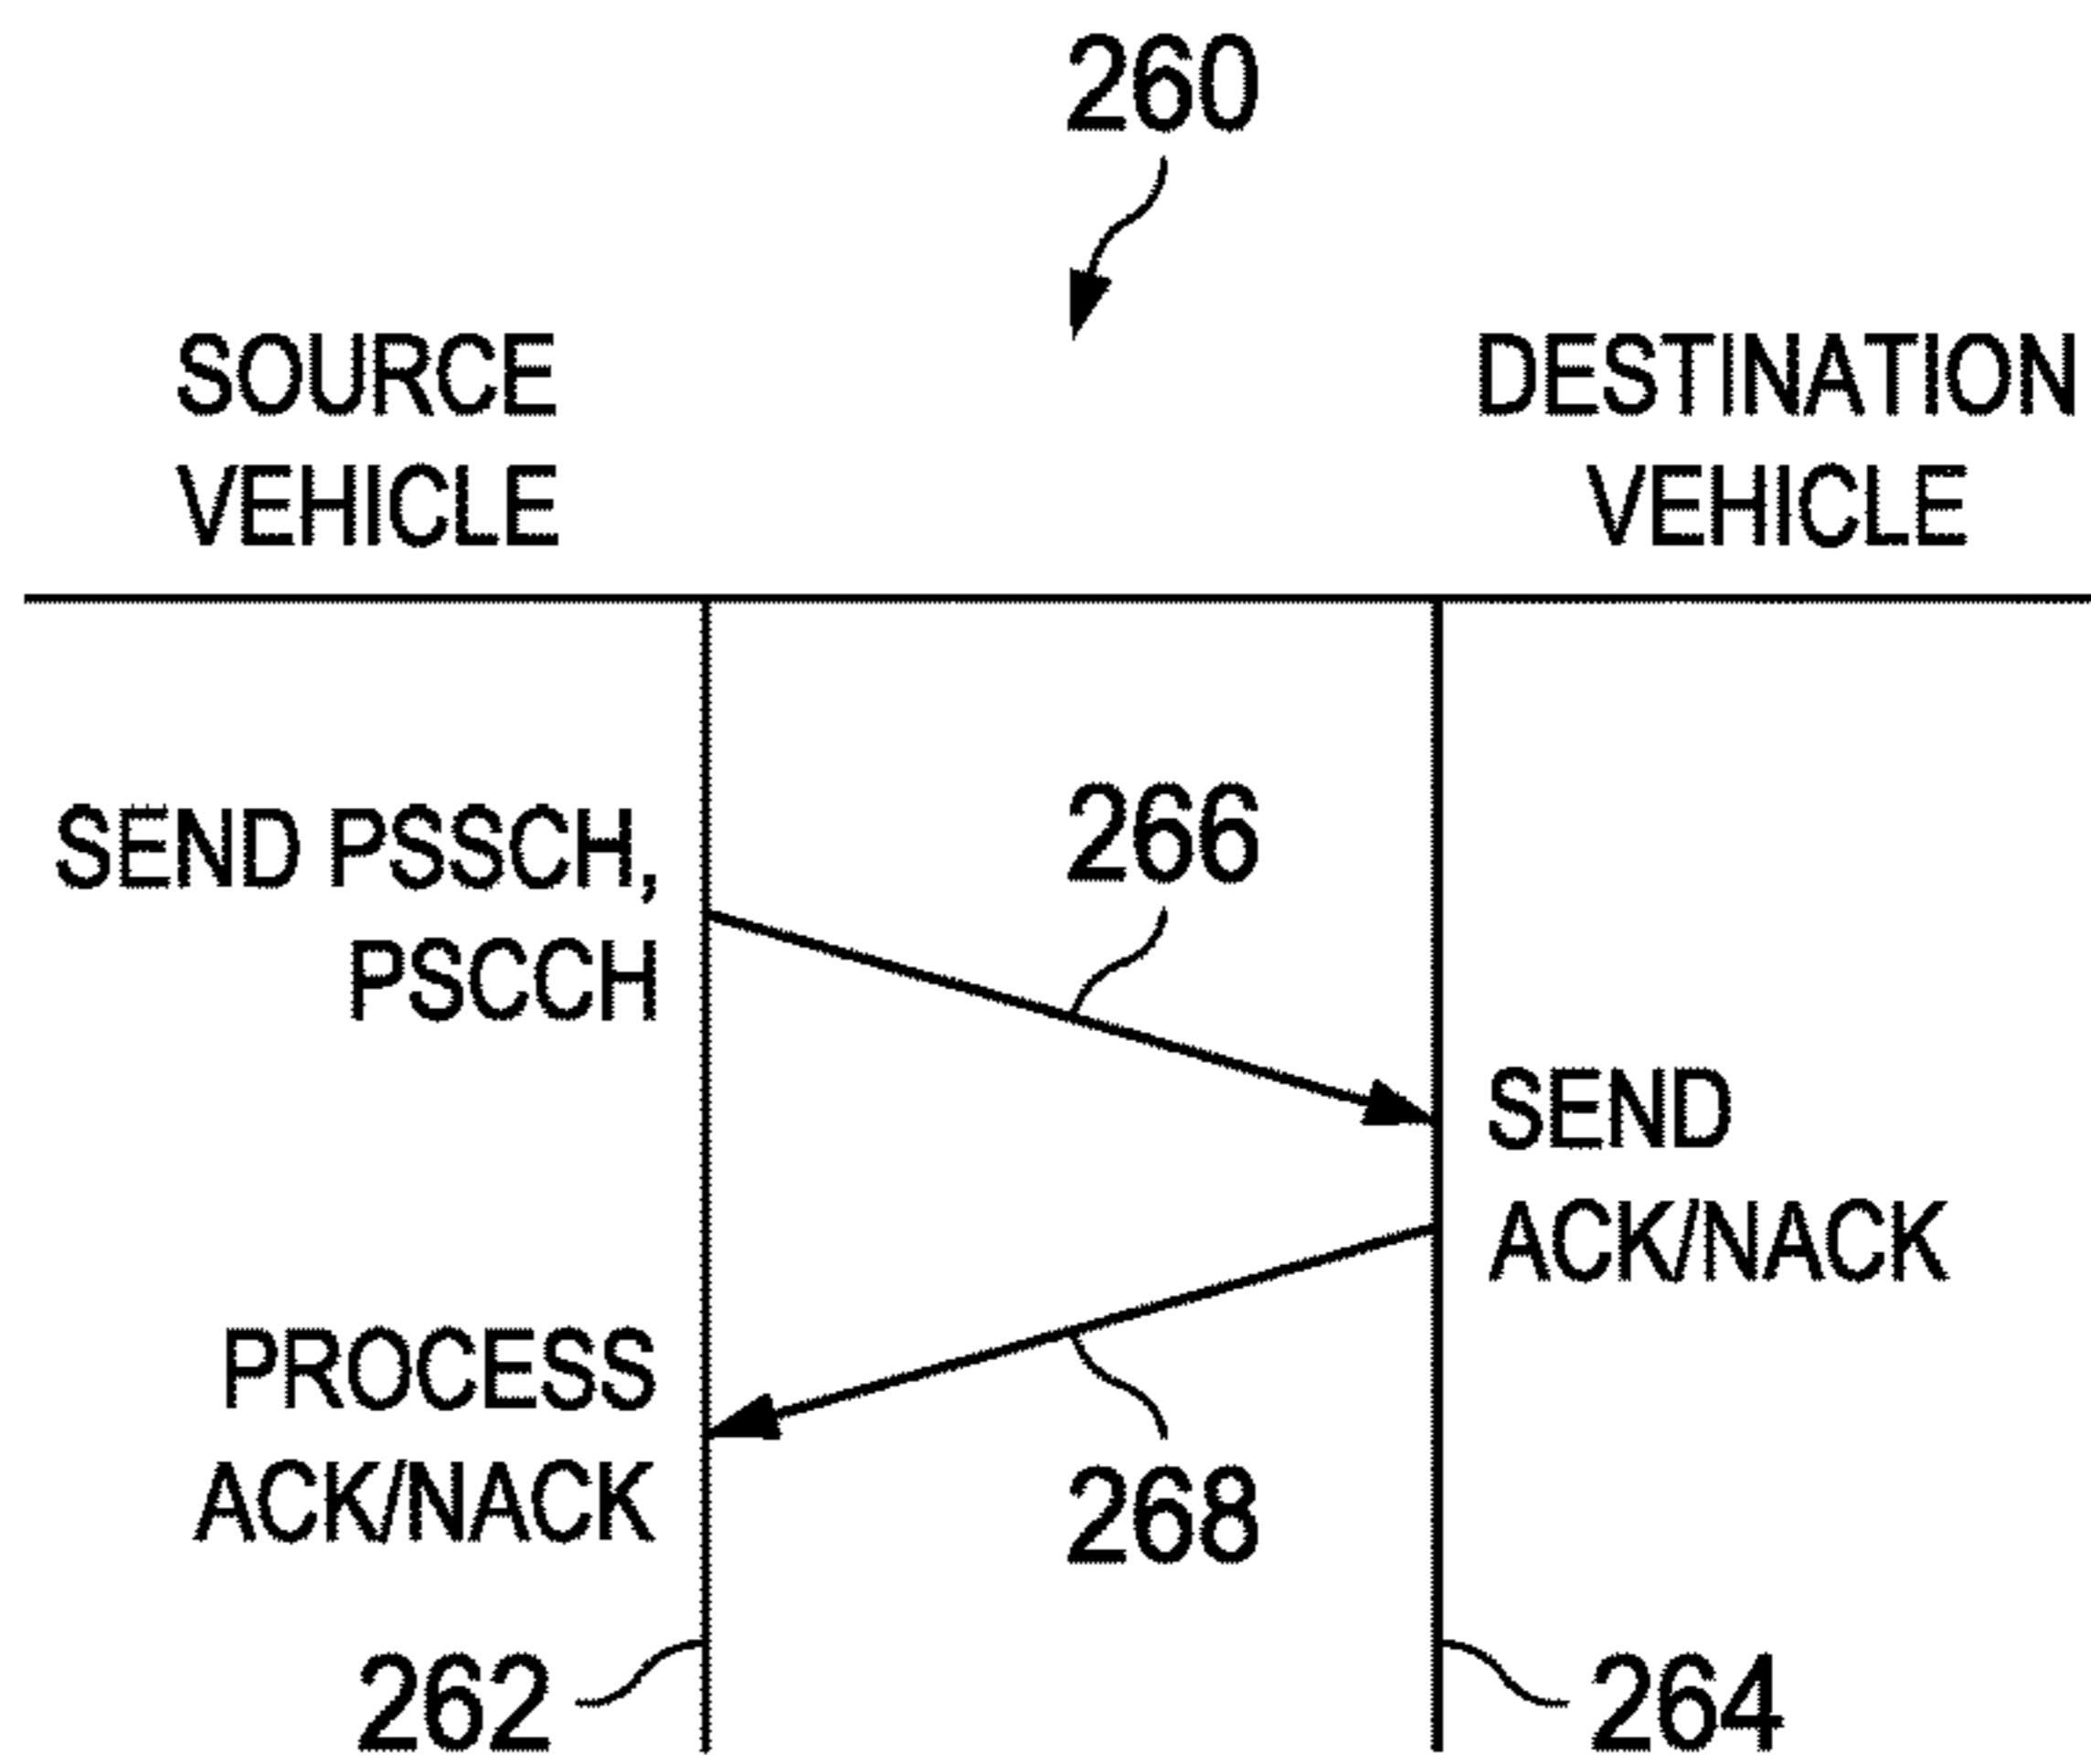 260
SOURCE
VEHICLE
DESTINATION
VEHICLE
SEND PSSCH,
PSCCH
266
SEND
ACK/NACK
PROCESS
ACK/NACK
268
262
264